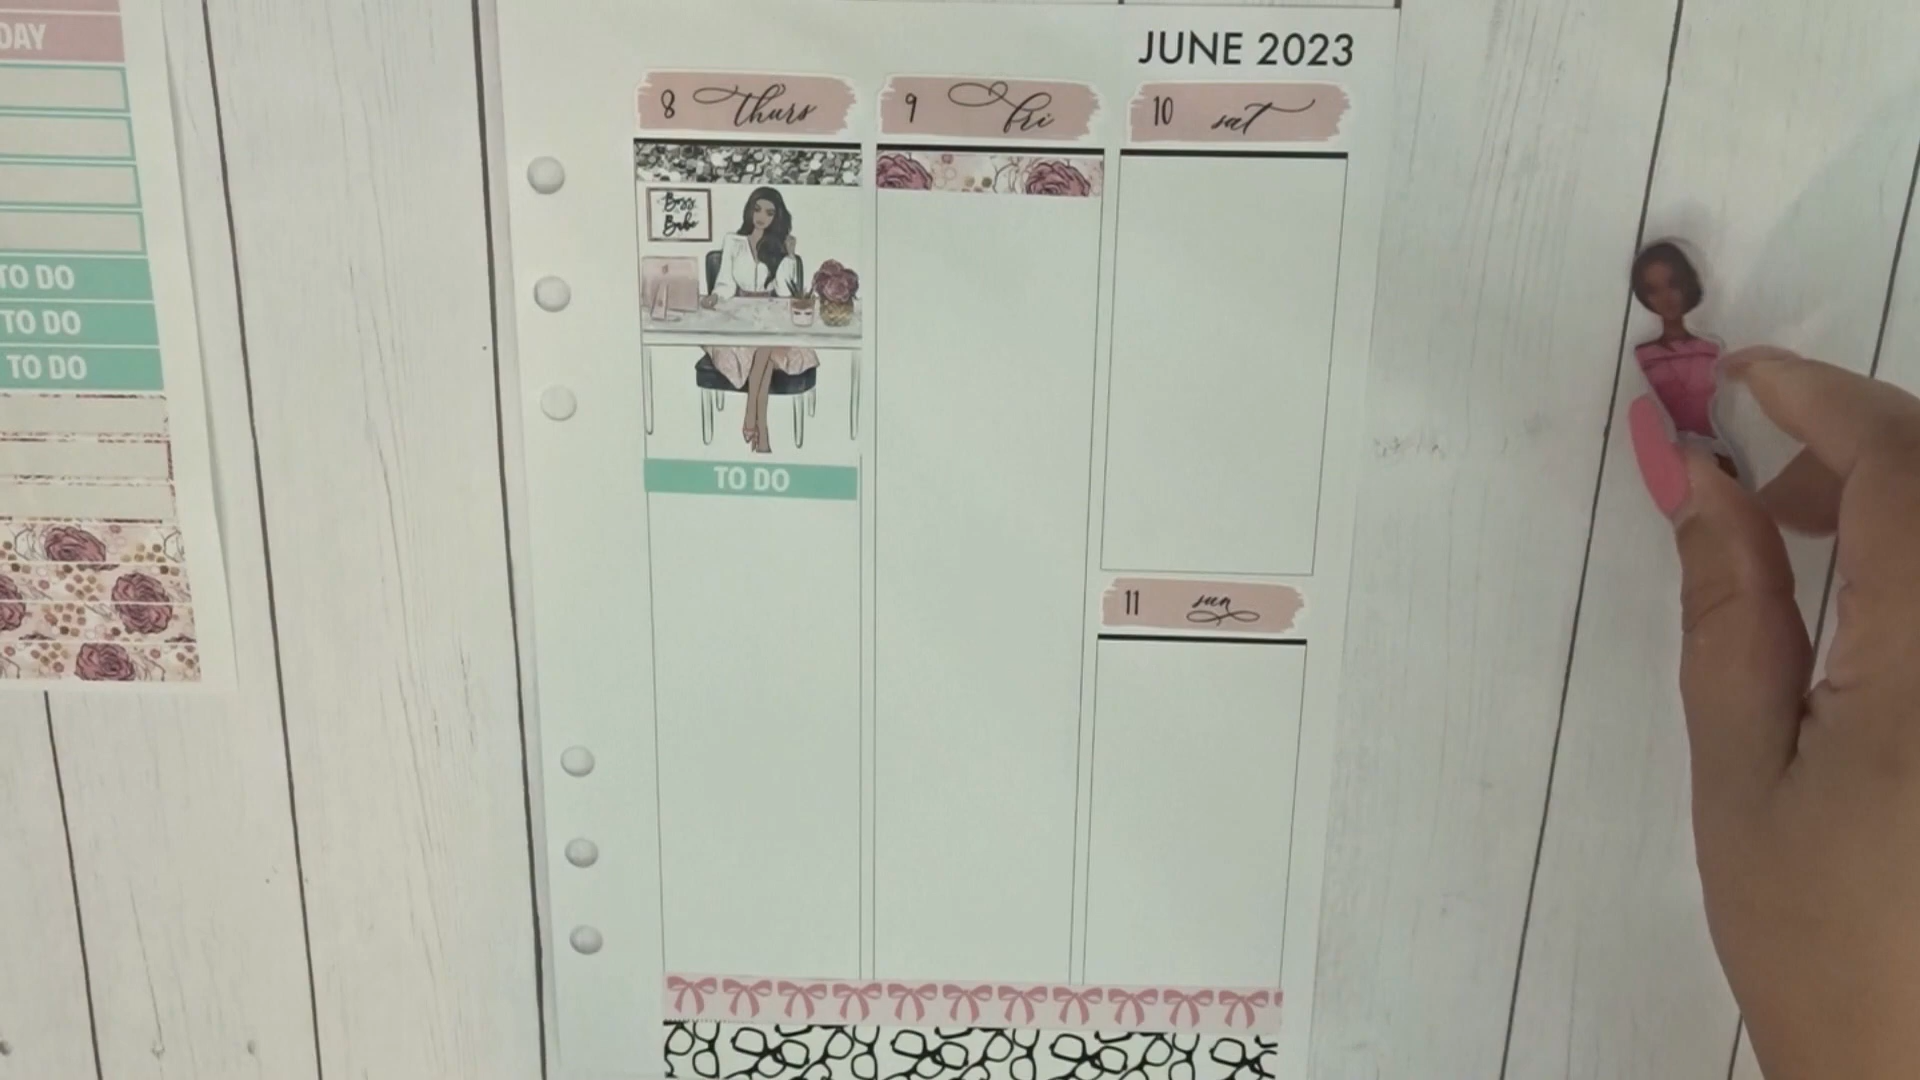 DAY
TO DO
TO DO
TO DO
JUNE 2023
8 thurs
9 fri
10 sat
Boss
Babe
TO DO
11 sun